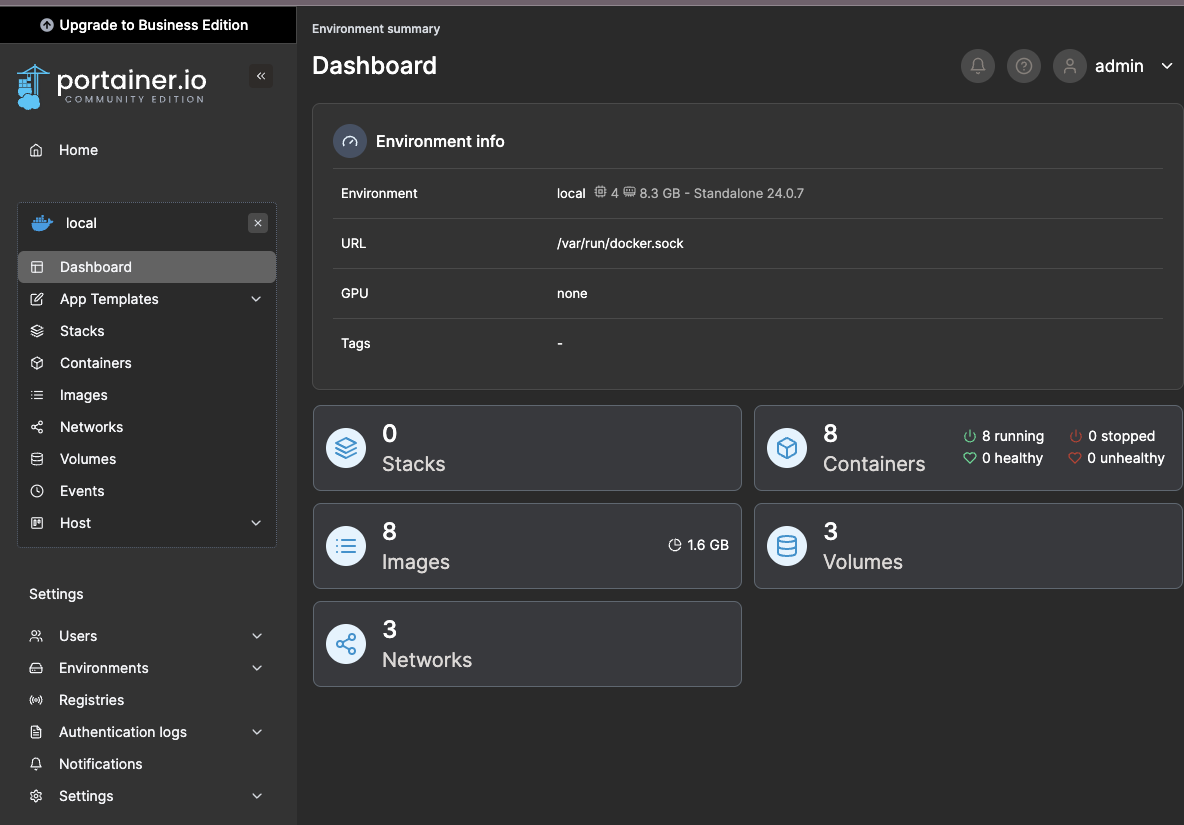 Upgrade to Business Edition
portainer.io
COMMUNITY EDITION
Home
local
Dashboard
App Templates
Stacks
Containers
Images
Networks
Volumes
Events
Host
Settings
Users
Environments
Registries
Authentication logs
Notifications
Settings
Environment summary
Dashboard
admin
Environment info
Environment local 4 8.3 GB - Standalone 24.0.7
URL /var/run/docker.sock
GPU none
Tags -
0
Stacks
8
Containers
8 running 0 stopped
0 healthy 0 unhealthy
8
Images
1.6 GB
3
Volumes
3
Networks